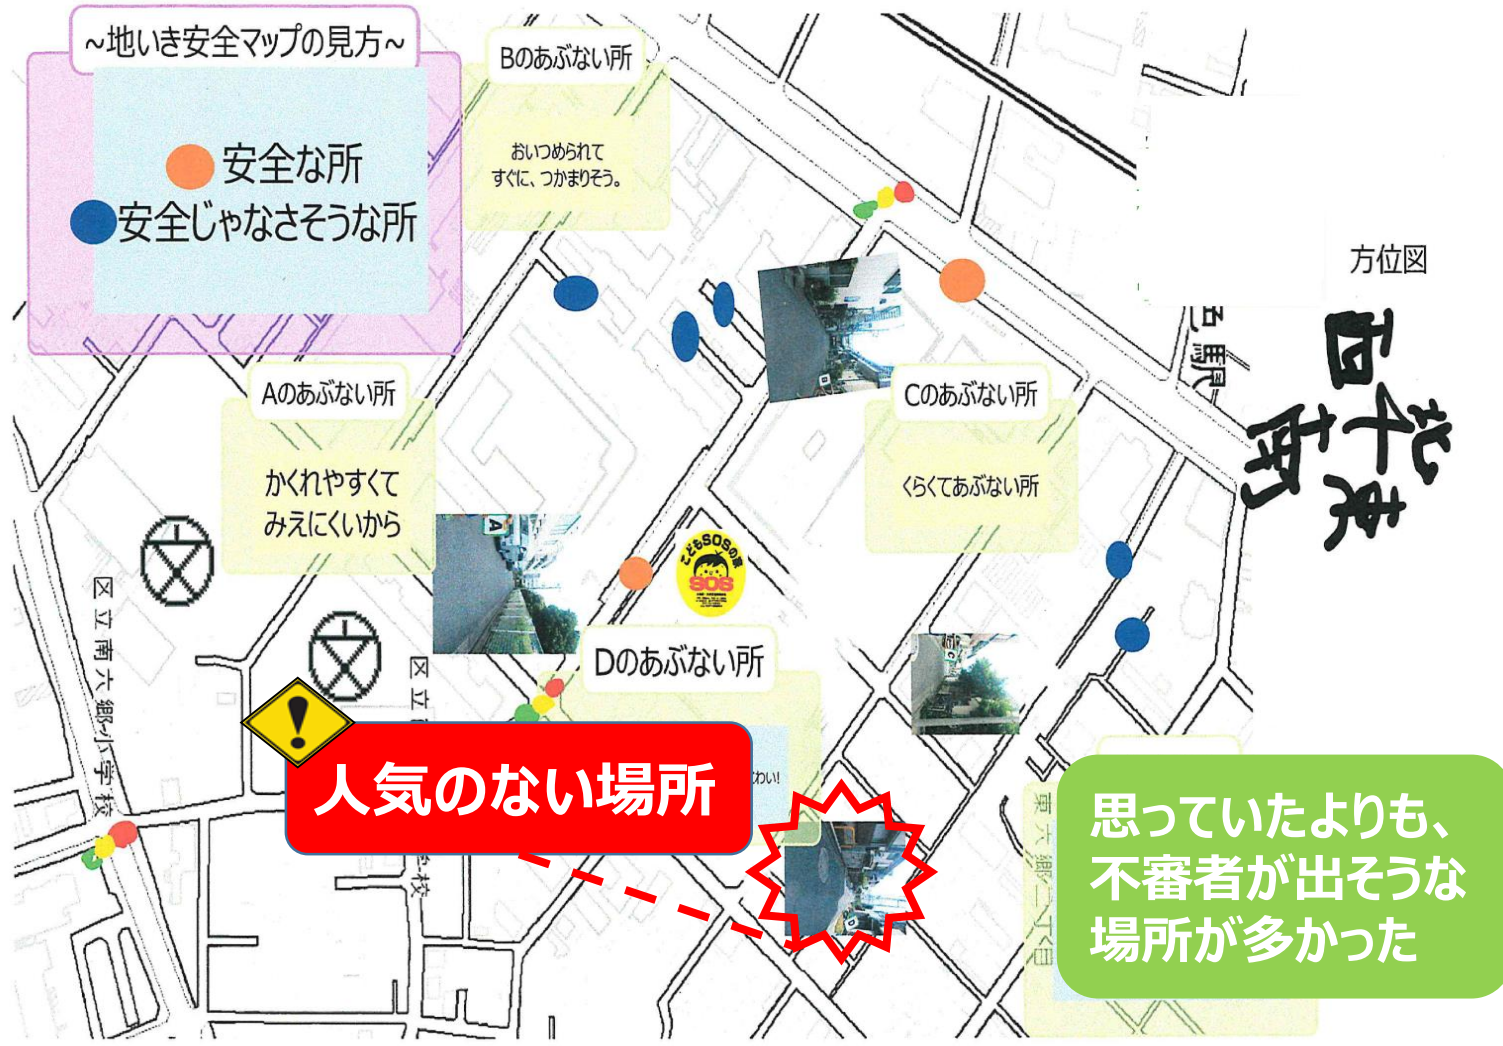 ~地いき安全マップの見方~
安全な所
安全じゃなさそうな所
Bのあぶない所
おいつめられて
すぐに、つかまりそう。
方位図
西
北
南
東
駅
Aのあぶない所
かくれやすくて
みえにくいから
A
Cのあぶない所
くらくてあぶない所
こどもSOSの家
SOS
C
Dのあぶない所
わい!
D
区立南六郷小学校
区立
学校
人気のない場所
東六郷二丁目
思っていたよりも、
不審者が出そうな
場所が多かった